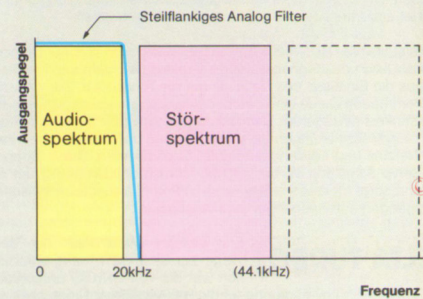 Steilflankiges Analog Filter
Ausgangspegel
Audio-
spektrum
Stör-
spektrum
0
20kHz
(44.1kHz)
Frequenz